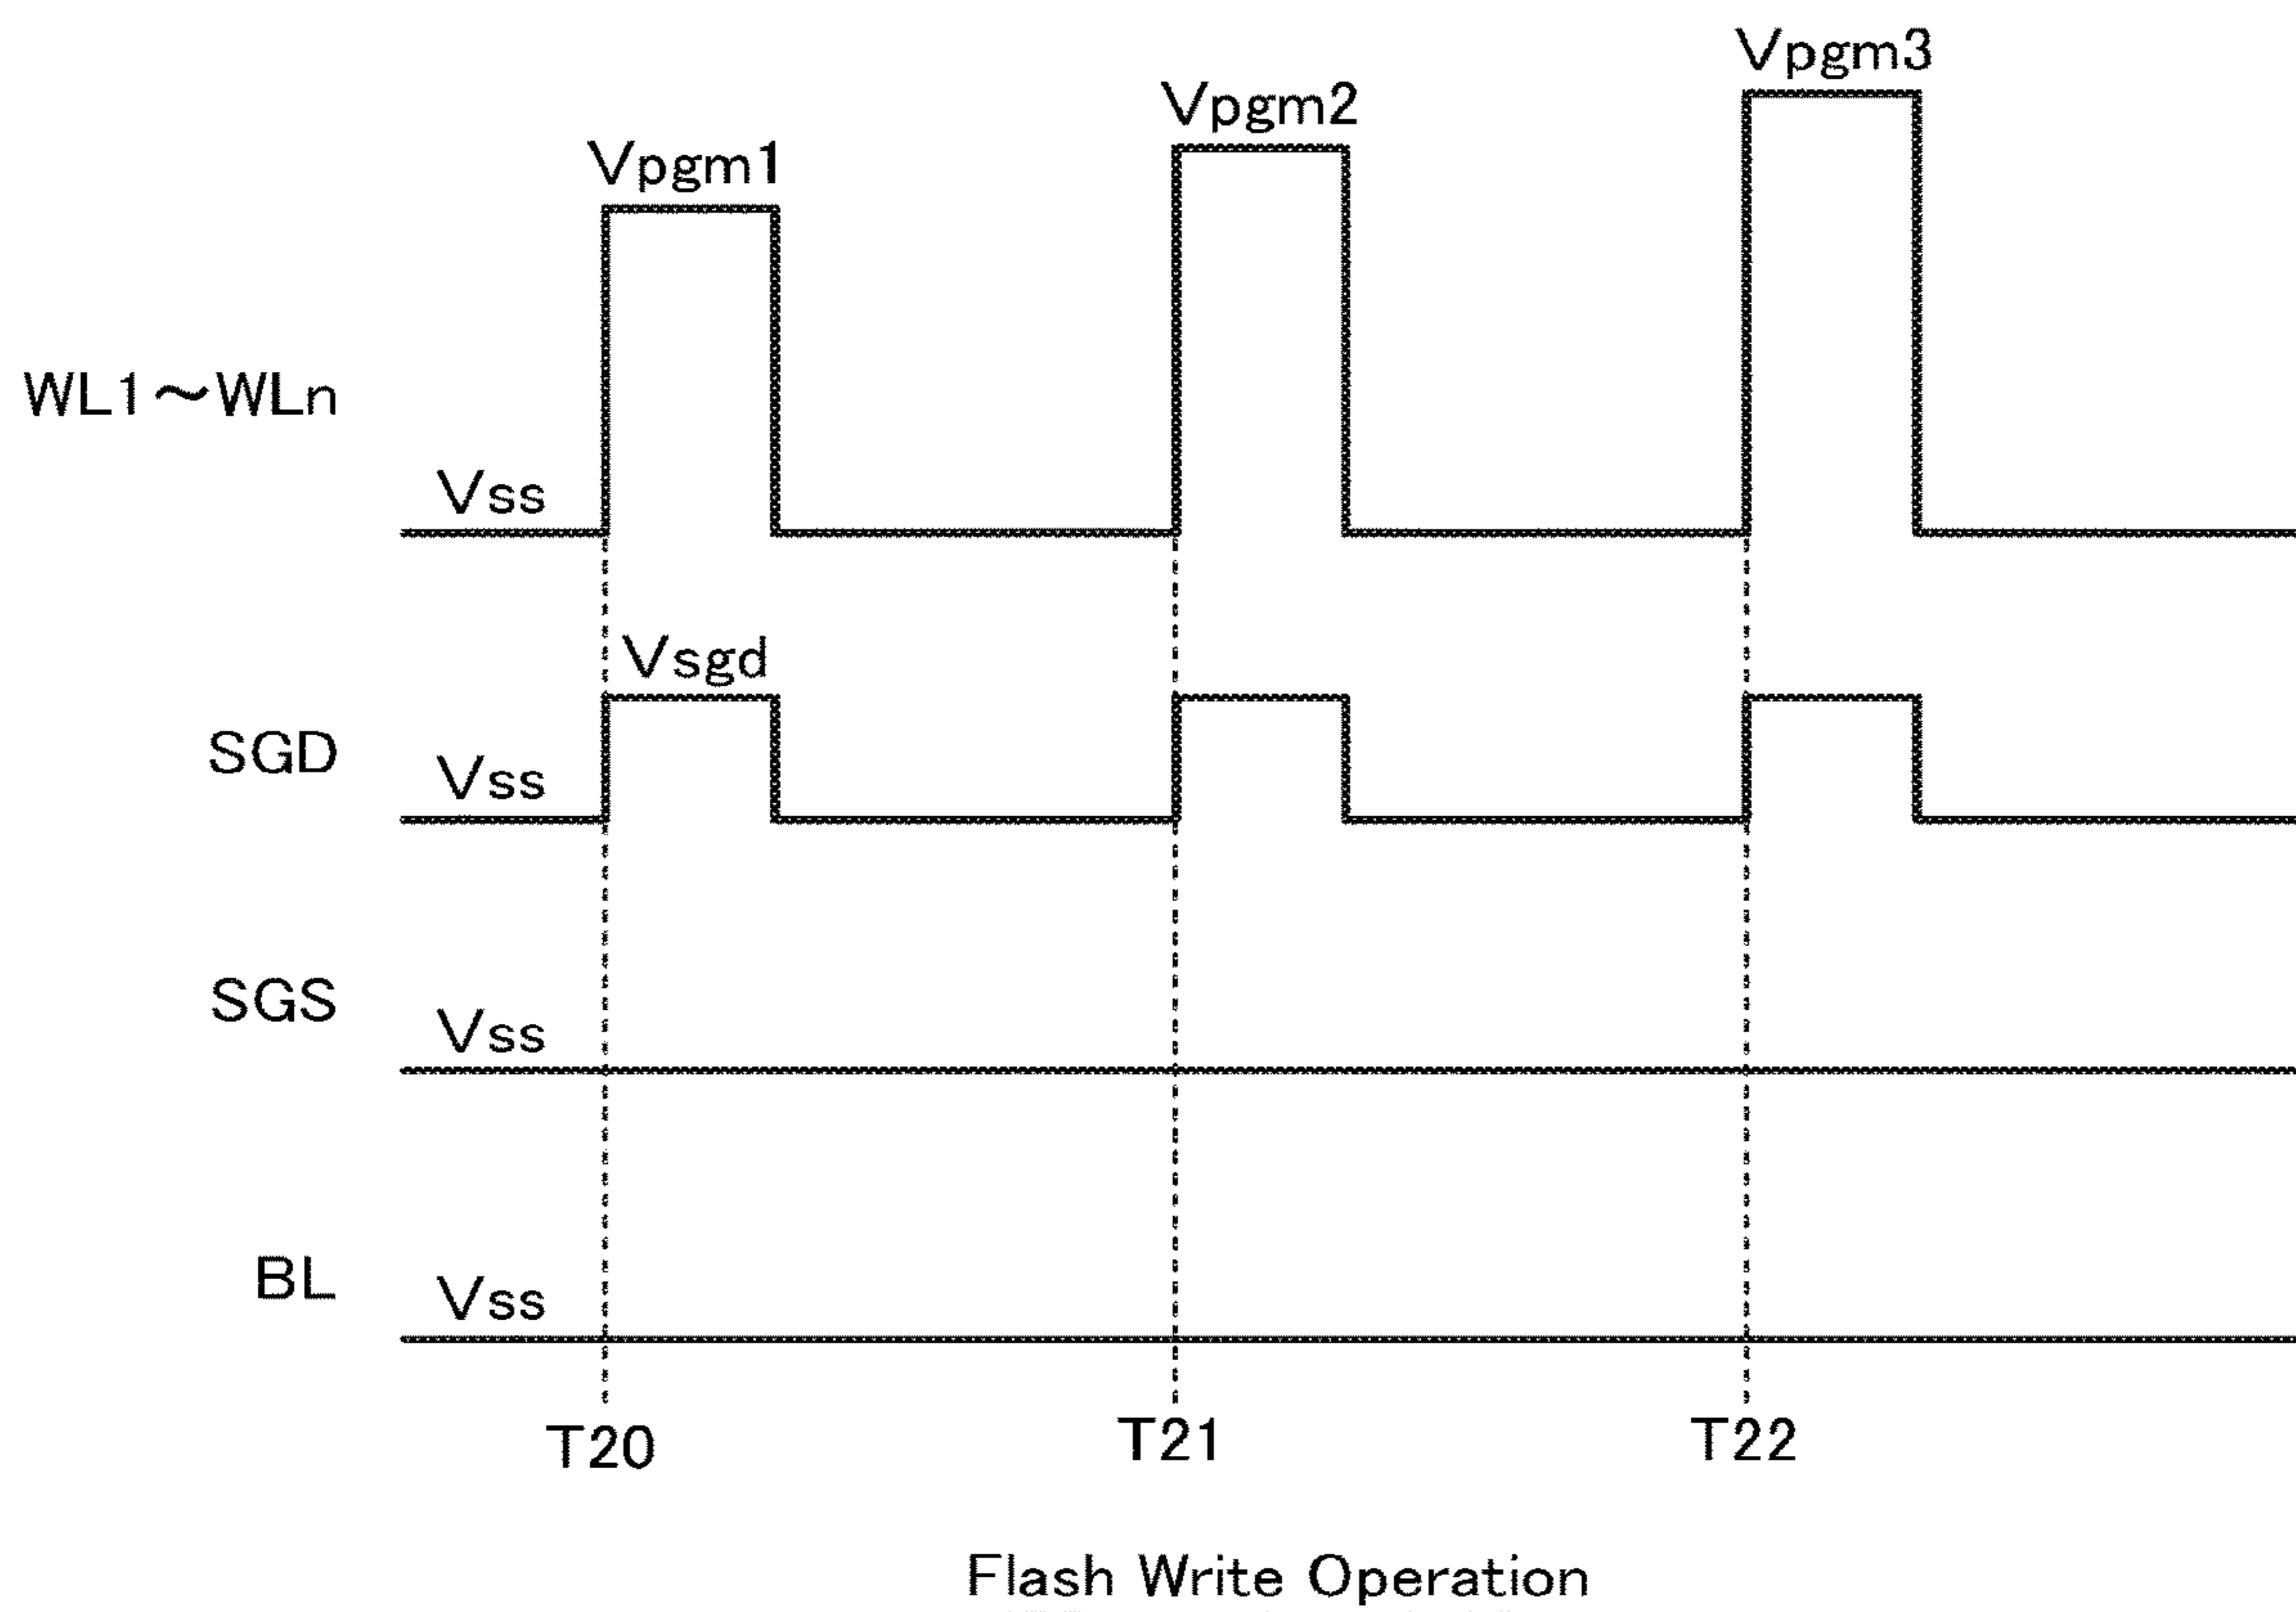 Vpgm3
Vpgm2
Vpgm1
WL1～WLn
Vss
Vsgd
SGD
Vss
SGS
Vss
BL
Vss
T20 T21 T22
Flash Write Operation